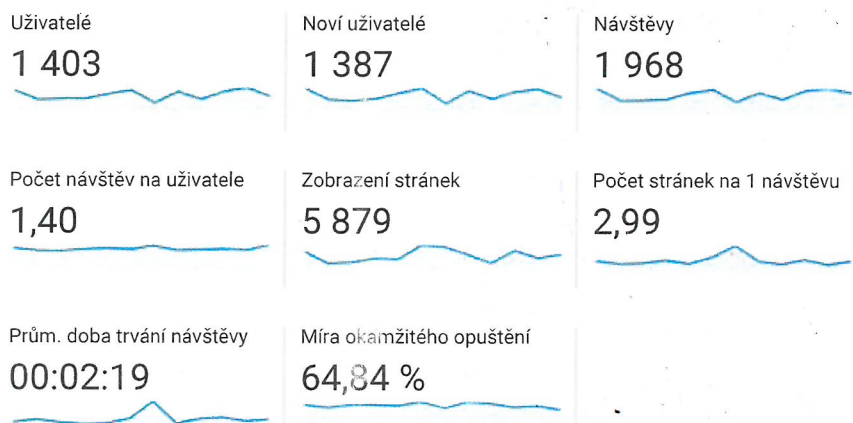 Uživatelé
1 403
Noví uživatelé
1 387
Návštěvy
1 968
Počet návštěv na uživatele
1,40
Zobrazení stránek
5 879
Počet stránek na 1 návštěvu
2,99
Prům. doba trvání návštěvy
00:02:19
Míra okamžitého opuštění
64,84 %